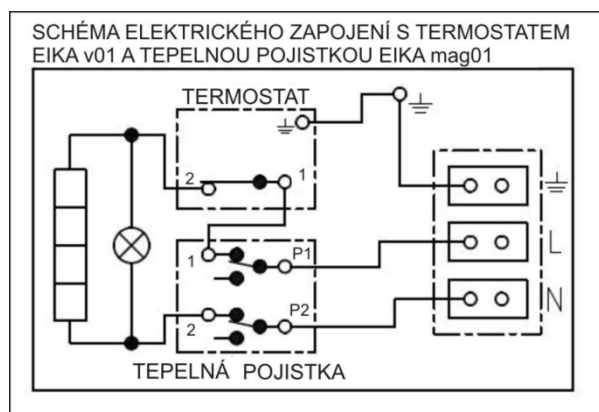 SCHÉMA ELEKTRICKÉHO ZAPOJENÍ S TERMOSTATEM
EIKA v01 A TEPELNOU POJISTKOU EIKA mag01
TERMOSTAT
2
1
1
P1
L
P2
N
2
TEPELNÁ POJISTKA